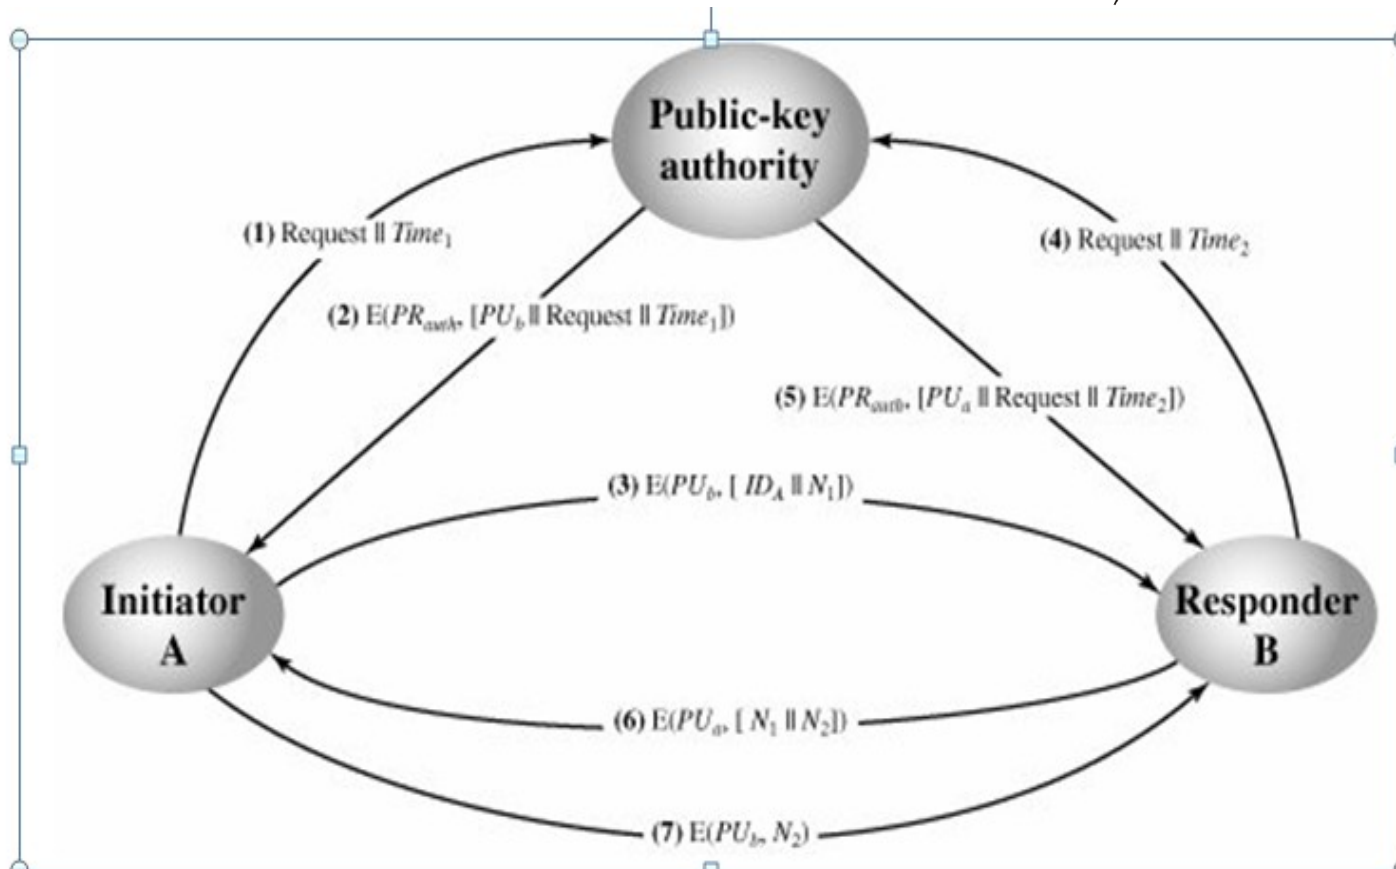 Public-key
authority
(1) Request || Time1
(4) Request || Time2
(2) E(PRauth, [PUb || Request || Time1])
(5) E(PRauth, [PUa || Request || Time2])
(3) E(PUb, [ IDA || N1])
Initiator
A
Responder
B
(6) E(PUa, [ N1 || N2])
(7) E(PUb, N2)